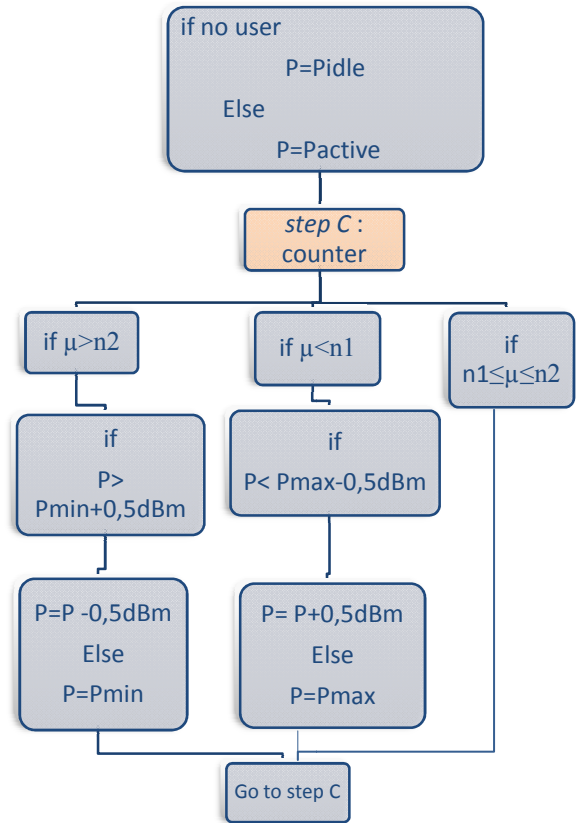 if no user
P=Pidle
Else
P=Pactive
step C :
counter
if μ>n2
if μ<n1
if
n1≤μ≤n2
if
P>
Pmin+0,5dBm
if
P< Pmax-0,5dBm
P=P -0,5dBm
Else
P=Pmin
P= P+0,5dBm
Else
P=Pmax
Go to step C